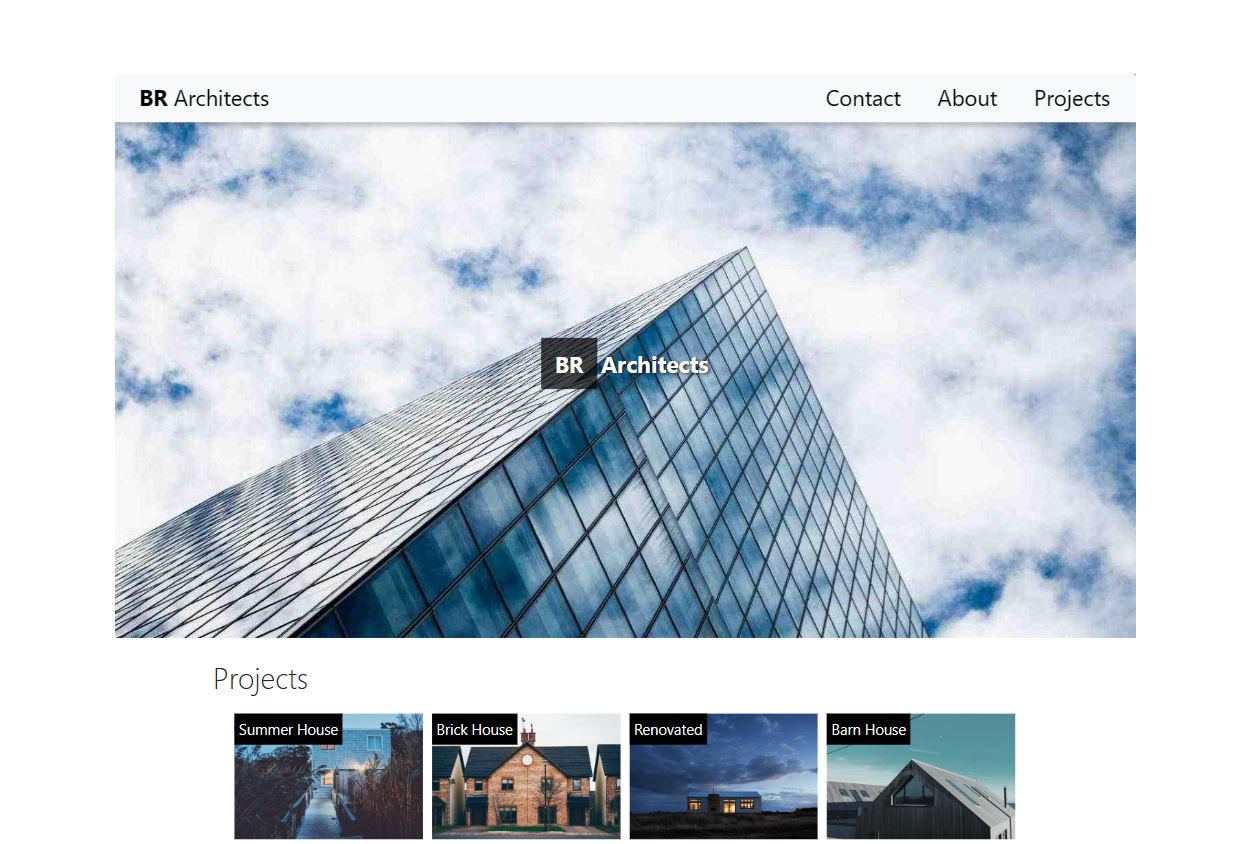 BR Architects
Contact About Projects
BR Architects
Projects
Summer House
Brick House
Renovated
Barn House